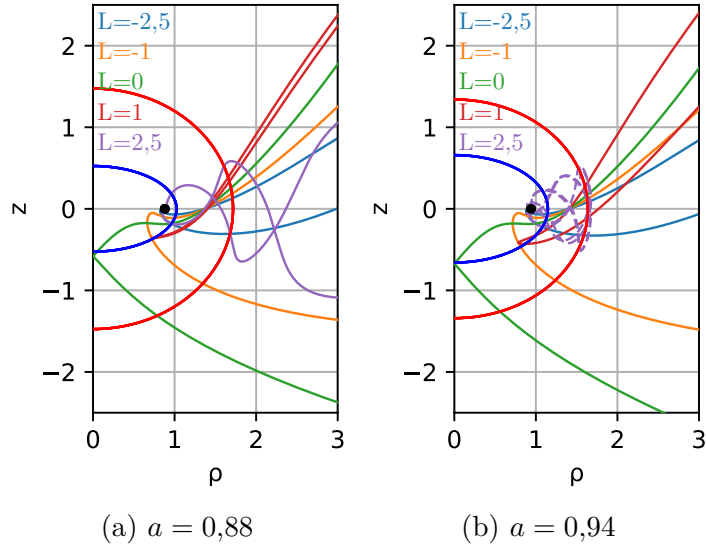 L=-2,5
L=-1
L=0
L=1
L=2,5
2
1
0
−1
−2
z
0
1
2
3
ρ
(a) a = 0,88
L=-2,5
L=-1
L=0
L=1
L=2,5
2
1
0
−1
−2
z
0
1
2
3
ρ
(b) a = 0,94